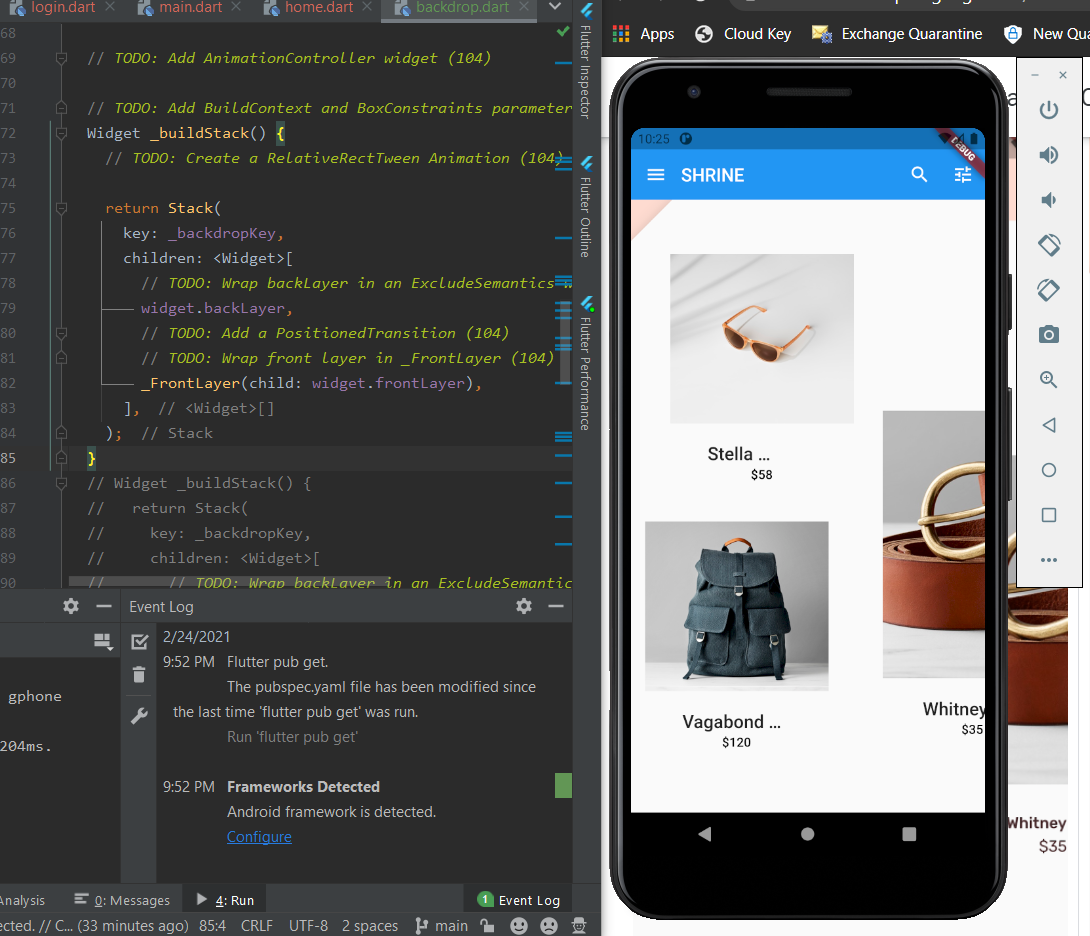 login.dart
main.dart
home.dart
backdrop.dart
68
69 // TODO: Add AnimationController widget (104)
70
71 // TODO: Add BuildContext and BoxConstraints parameter
72 Widget _buildStack() {
73 // TODO: Create a RelativeRectTween Animation (104)
74
75 return Stack(
76 key: _backdropKey,
77 children: <Widget>[
78 // TODO: Wrap backLayer in an ExcludeSemantics
79 widget.backLayer,
80 // TODO: Add a PositionedTransition (104)
81 // TODO: Wrap front layer in _FrontLayer (104)
82 _FrontLayer(child: widget.frontLayer),
83 ], // <Widget>[]
84 ); // Stack
85 }
86 // Widget _buildStack() {
87 // return Stack(
88 // key: _backdropKey,
89 // children: <Widget>[
90 // // TODO: Wrap backLayer in an ExcludeSemantic
Flutter Inspector
Flutter Outline
Flutter Performance
Event Log
gphone
204ms.
2/24/2021
9:52 PM Flutter pub get.
The pubspec.yaml file has been modified since
the last time 'flutter pub get' was run.
Run 'flutter pub get'
9:52 PM Frameworks Detected
Android framework is detected.
Configure
Analysis
0: Messages
4: Run
1 Event Log
ected. // C... (33 minutes ago)
85:4
CRLF
UTF-8
2 spaces
main
Apps
Cloud Key
Exchange Quarantine
New Qua
10:25
DEBUG
SHRINE
Stella ...
$58
Vagabond ...
$120
Whitney
$35
Whitney
$35